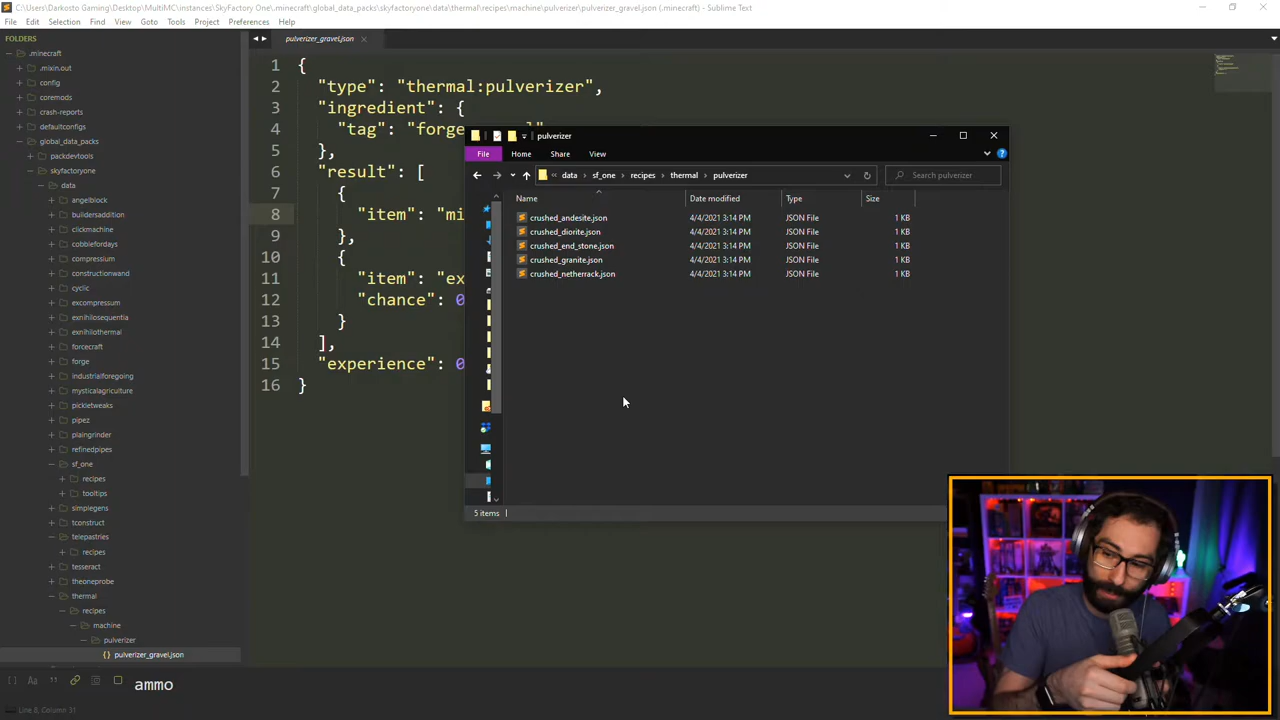 C:\Users\Darkosto Gaming\Desktop\MultiMC\instances\SkyFactory One\.minecraft\global_data_packs\skyfactoryone\data\thermal\recipes\machine\pulverizer\pulverizer_gravel.json (.minecraft) - Sublime Text
File Edit Selection Find View Goto Tools Project Preferences Help
FOLDERS
.minecraft
.mixin.out
config
coremods
crash-reports
defaultconfigs
global_data_packs
packdevtools
skyfactoryone
data
angelblock
buildersaddition
clickmachine
cobblefordays
compressium
constructionwand
cyclic
excompressum
exnihilosequentia
exnihilothermal
forcecraft
forge
industrialforegoing
mysticalagriculture
pickletweaks
pipez
plaingrinder
refinedpipes
sf_one
recipes
tooltips
simplegens
tconstruct
telepastries
recipes
tesseract
theoneprobe
thermal
recipes
machine
pulverizer
{} pulverizer_gravel.json
pulverizer_gravel.json
1 {
2 "type": "thermal:pulverizer",
3 "ingredient": {
4 "tag": "forge
5 },
6 "result": [
7 {
8 "item": "mi
9 },
10 {
11 "item": "ex
12 "chance": 0
13 }
14 ],
15 "experience": 0
16 }
pulverizer
File Home Share View
« data › sf_one › recipes › thermal › pulverizer
Search pulverizer
Name Date modified Type Size
crushed_andesite.json 4/4/2021 3:14 PM JSON File 1 KB
crushed_diorite.json 4/4/2021 3:14 PM JSON File 1 KB
crushed_end_stone.json 4/4/2021 3:14 PM JSON File 1 KB
crushed_granite.json 4/4/2021 3:14 PM JSON File 1 KB
crushed_netherrack.json 4/4/2021 3:14 PM JSON File 1 KB
5 items
Aa
ammo
Line 8, Column 31